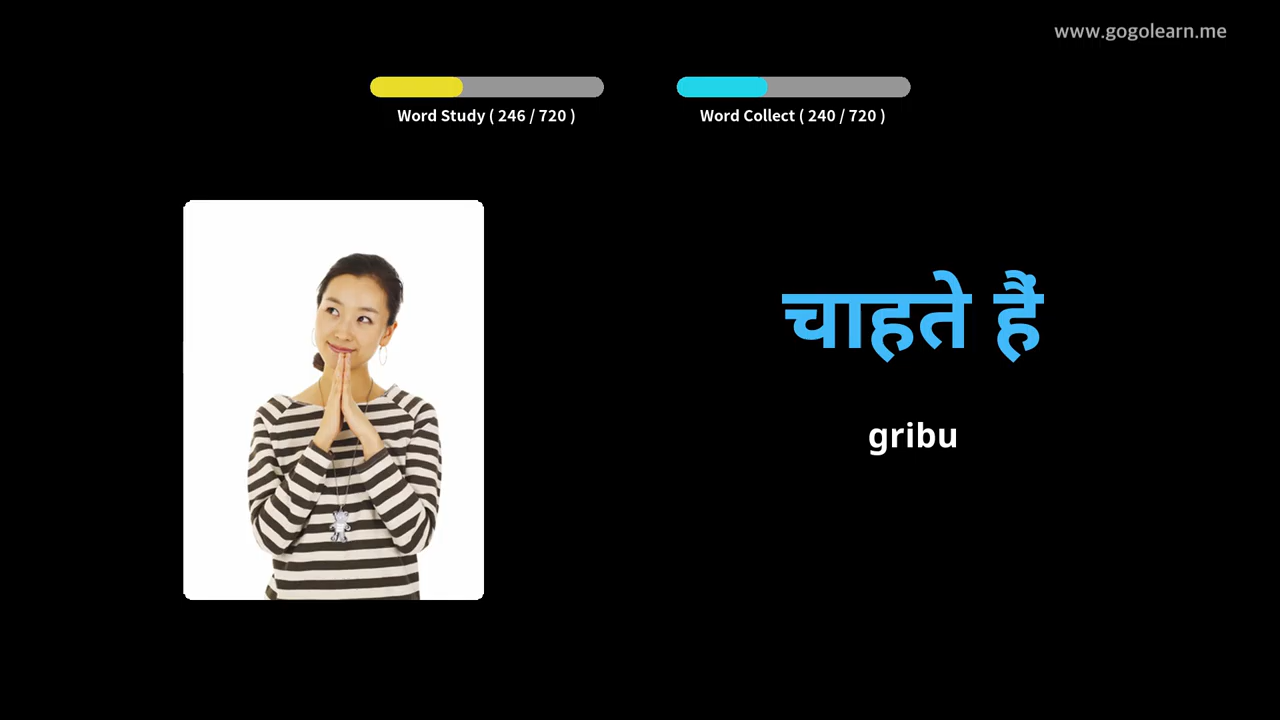 www.gogolearn.me
Word Study ( 246 / 720 )
Word Collect ( 240 / 720 )
चाहते हैं
gribu